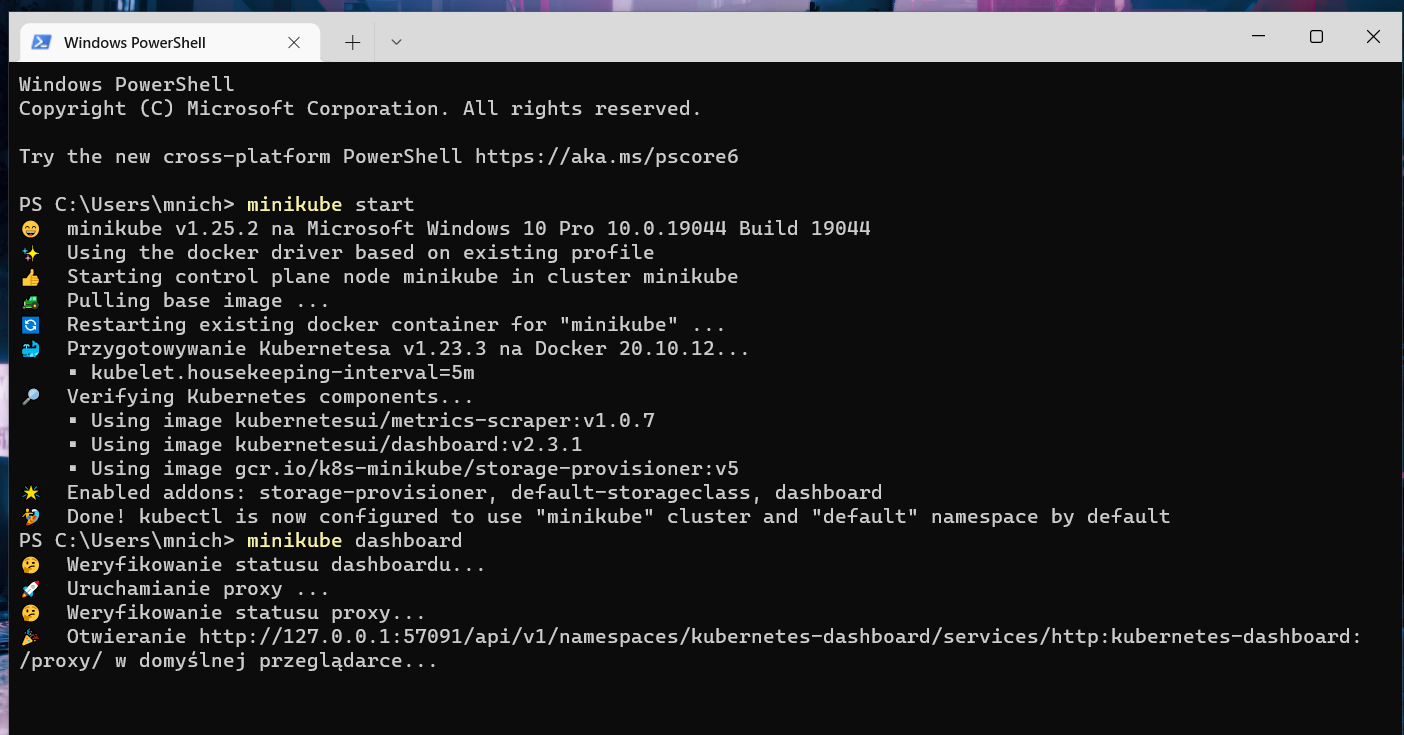 Windows PowerShell
Windows PowerShell
Copyright (C) Microsoft Corporation. All rights reserved.
Try the new cross-platform PowerShell https://aka.ms/pscore6
PS C:\Users\mnich> minikube start
😄  minikube v1.25.2 na Microsoft Windows 10 Pro 10.0.19044 Build 19044
✨  Using the docker driver based on existing profile
👍  Starting control plane node minikube in cluster minikube
🚜  Pulling base image ...
🔄  Restarting existing docker container for "minikube" ...
🐳  Przygotowywanie Kubernetesa v1.23.3 na Docker 20.10.12...
    ▪ kubelet.housekeeping-interval=5m
🔎  Verifying Kubernetes components...
    ▪ Using image kubernetesui/metrics-scraper:v1.0.7
    ▪ Using image kubernetesui/dashboard:v2.3.1
    ▪ Using image gcr.io/k8s-minikube/storage-provisioner:v5
🌟  Enabled addons: storage-provisioner, default-storageclass, dashboard
🏄  Done! kubectl is now configured to use "minikube" cluster and "default" namespace by default
PS C:\Users\mnich> minikube dashboard
🤔  Weryfikowanie statusu dashboardu...
🚀  Uruchamianie proxy ...
🤔  Weryfikowanie statusu proxy...
🎉  Otwieranie http://127.0.0.1:57091/api/v1/namespaces/kubernetes-dashboard/services/http:kubernetes-dashboard:
/proxy/ w domyślnej przeglądarce...